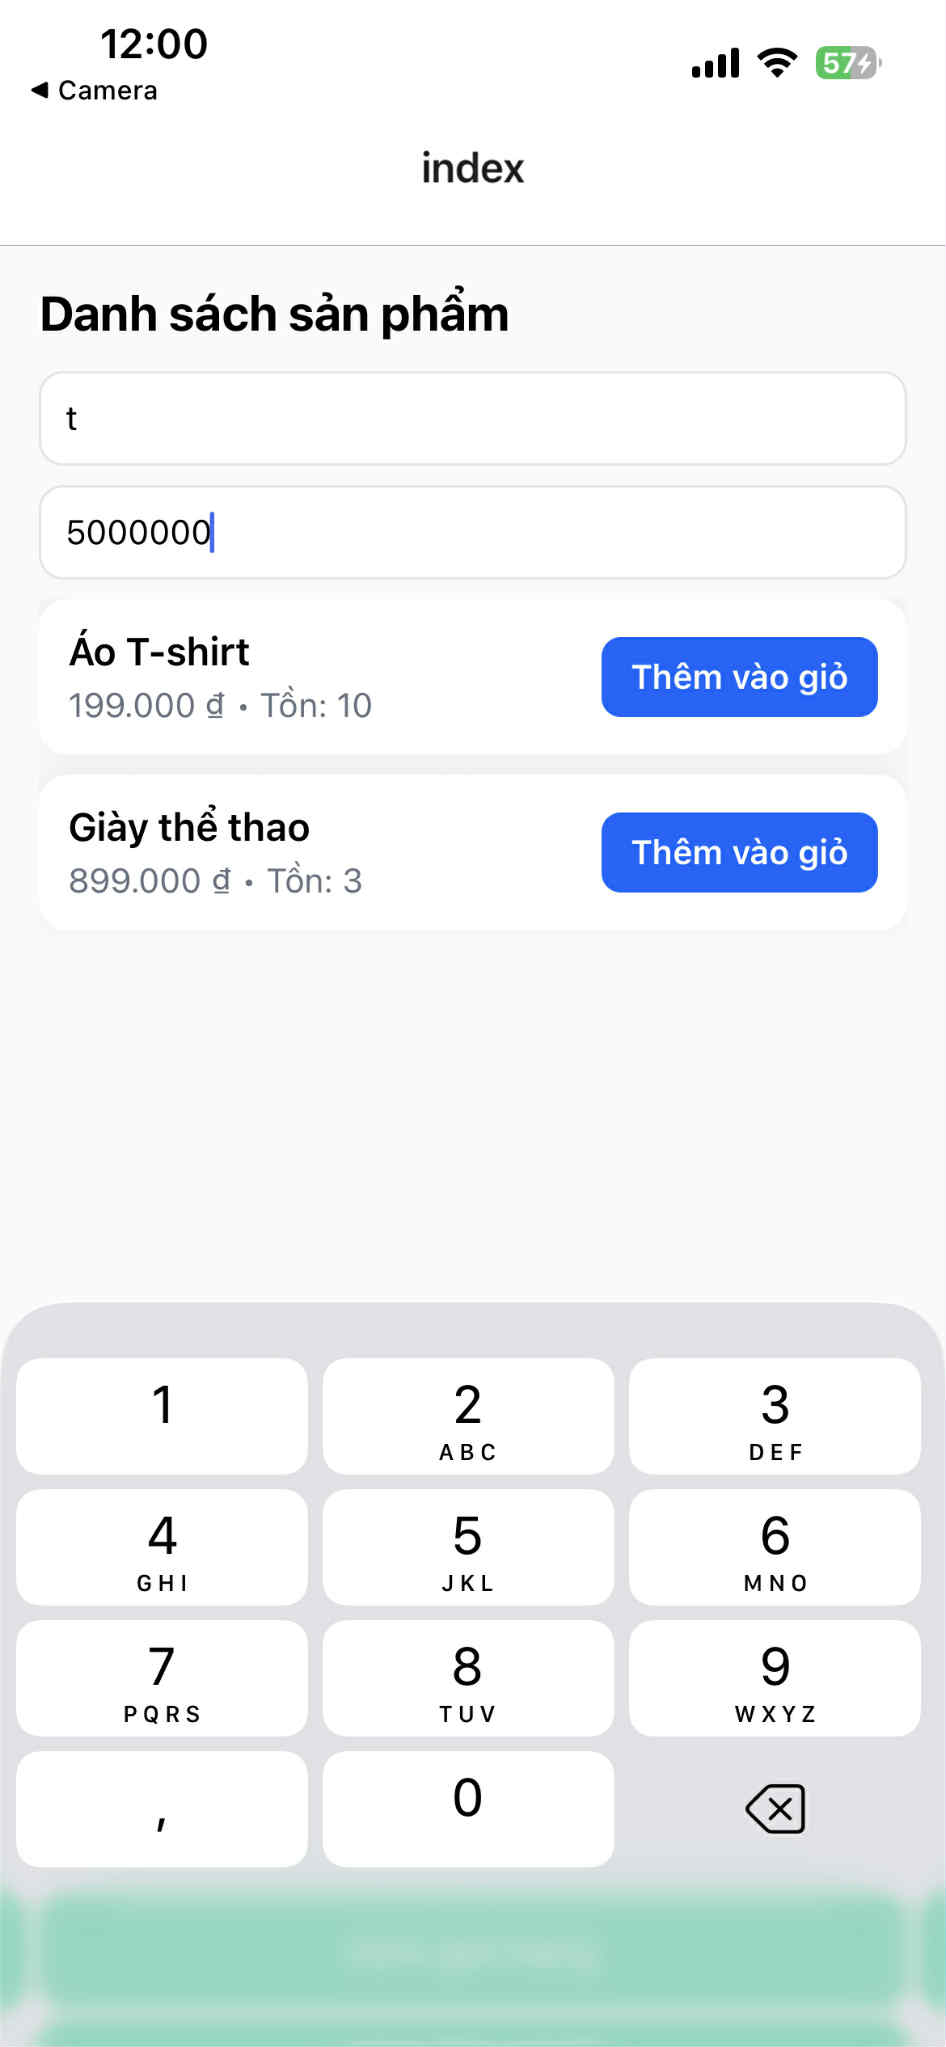 12:00
57
◀ Camera
index
Danh sách sản phẩm
t
5000000
Áo T-shirt
199.000 ₫ • Tồn: 10
Thêm vào giỏ
Giày thể thao
899.000 ₫ • Tồn: 3
Thêm vào giỏ
1 2 3
ABC DEF
4 5 6
GHI JKL MNO
7 8 9
PQRS TUV WXYZ
, 0